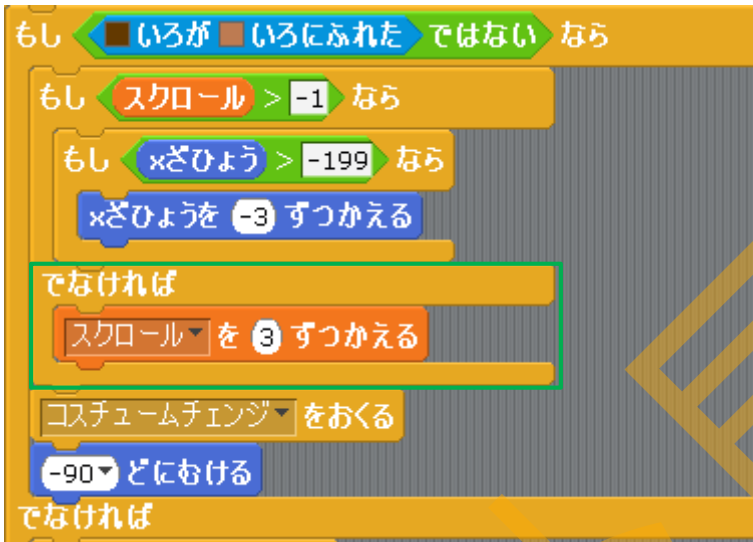 もし いろが いろにふれた ではない なら
もし スクロール > -1 なら
もし xざひょう > -199 なら
xざひょうを -3 ずつかえる
でなければ
スクロール を 3 ずつかえる
コスチュームチェンジ をおくる
-90 どにむける
でなければ